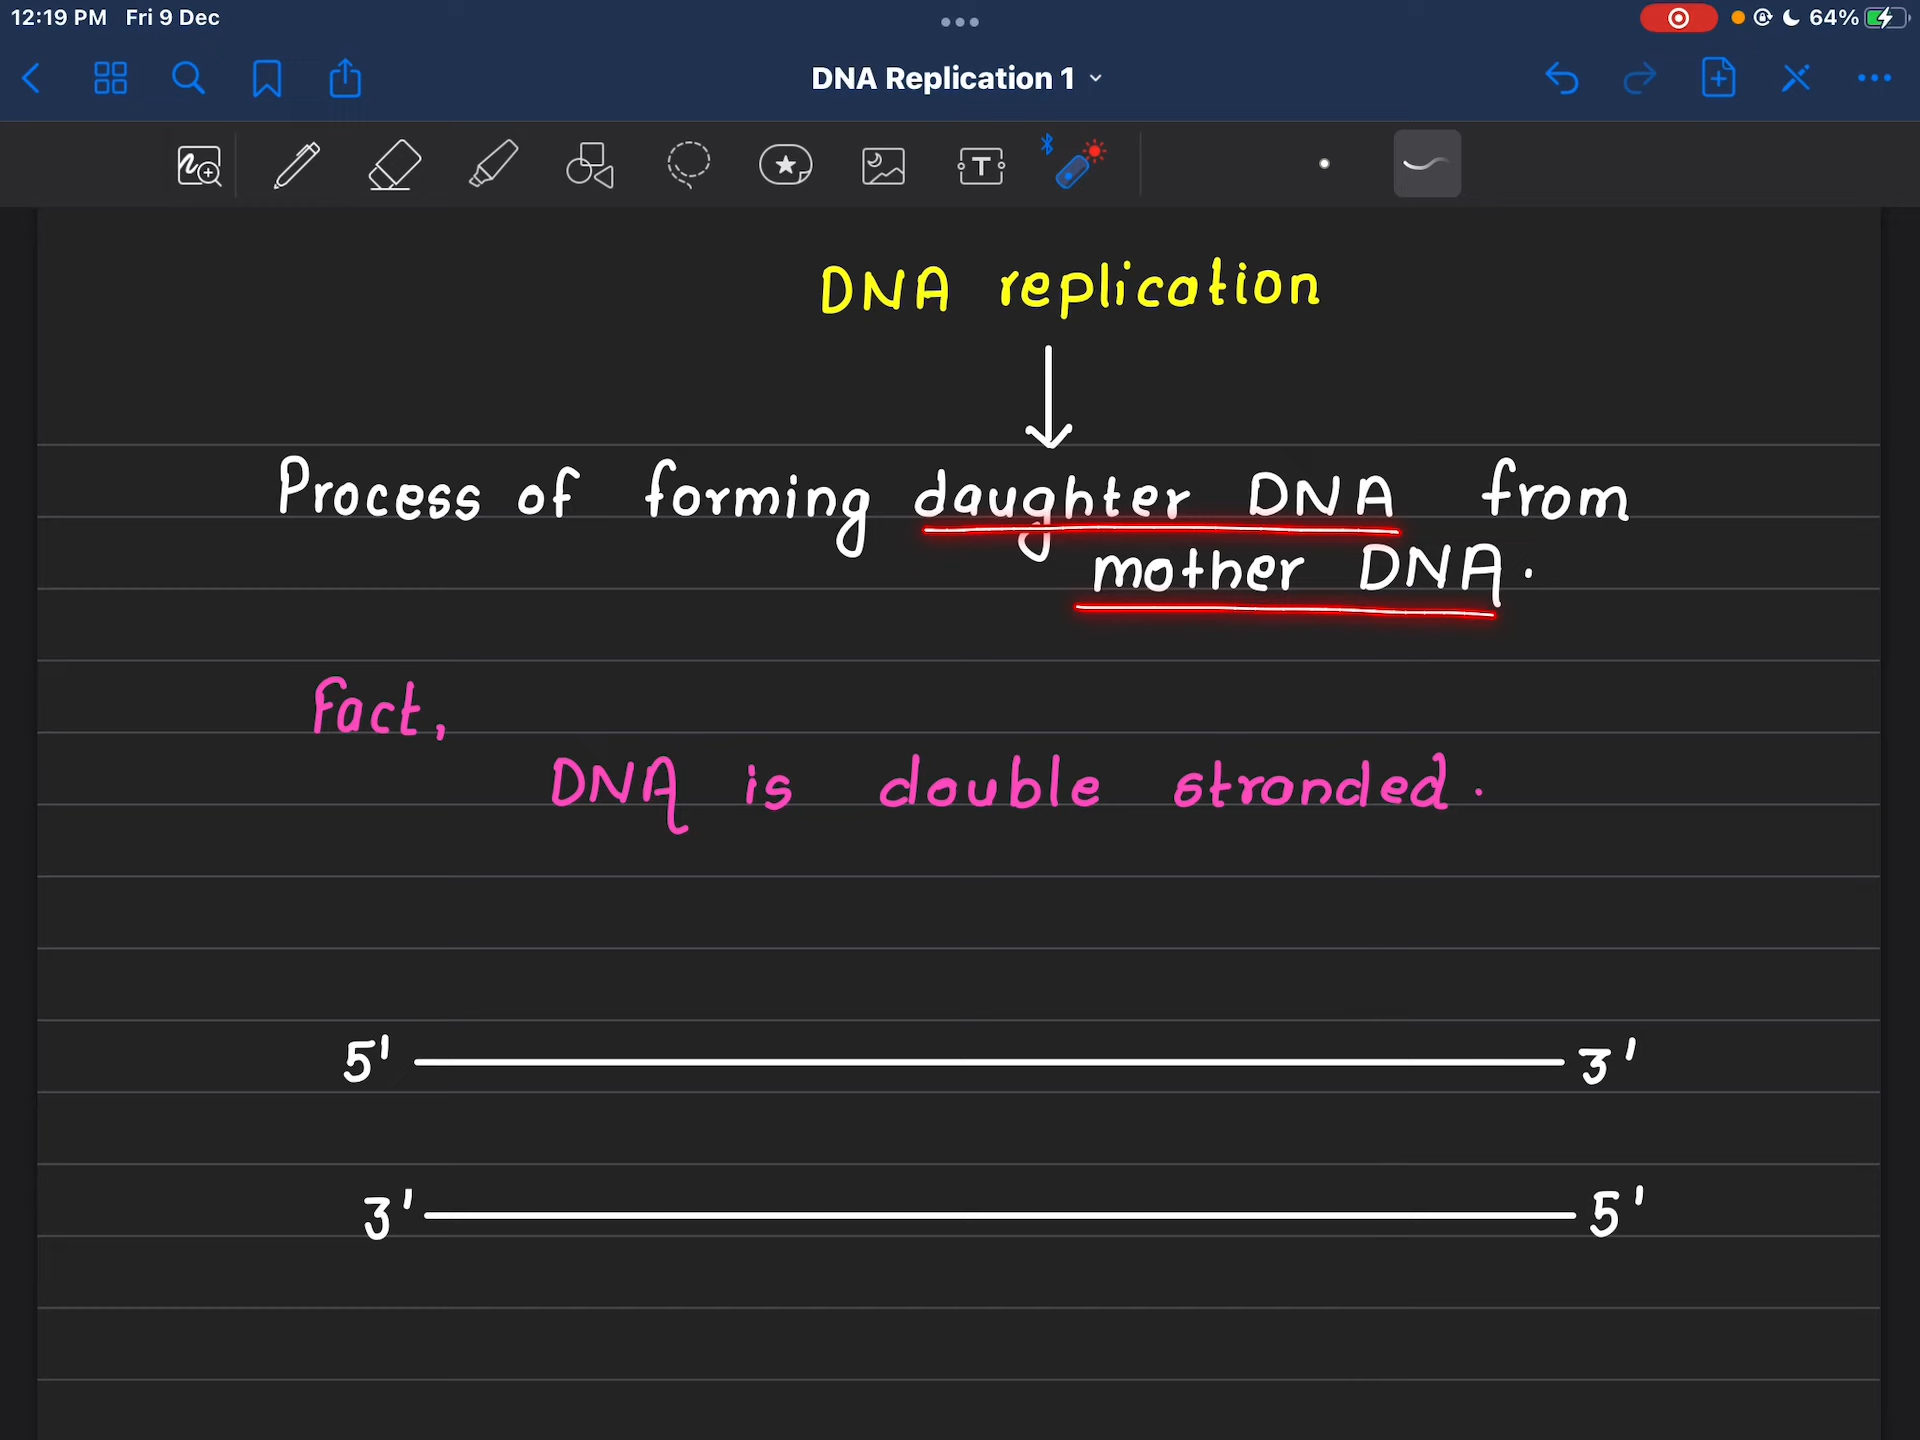 12:19 PM Fri 9 Dec
64%
DNA Replication 1
T
DNA replication
Process of forming daughter DNA from
mother DNA.
Fact,
DNA is double stranded.
5' 3'
3' 5'